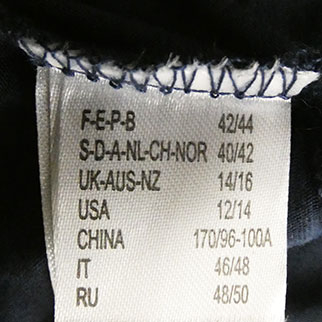 F-E-P-B 42/44
S-D-A-NL-CH-NOR 40/42
UK-AUS-NZ 14/16
USA 12/14
CHINA 170/96-100A
IT 46/48
RU 48/50